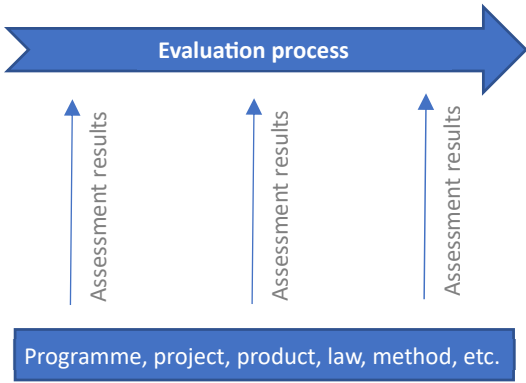 Evaluation process
Assessment results
Assessment results
Assessment results
Programme, project, product, law, method, etc.